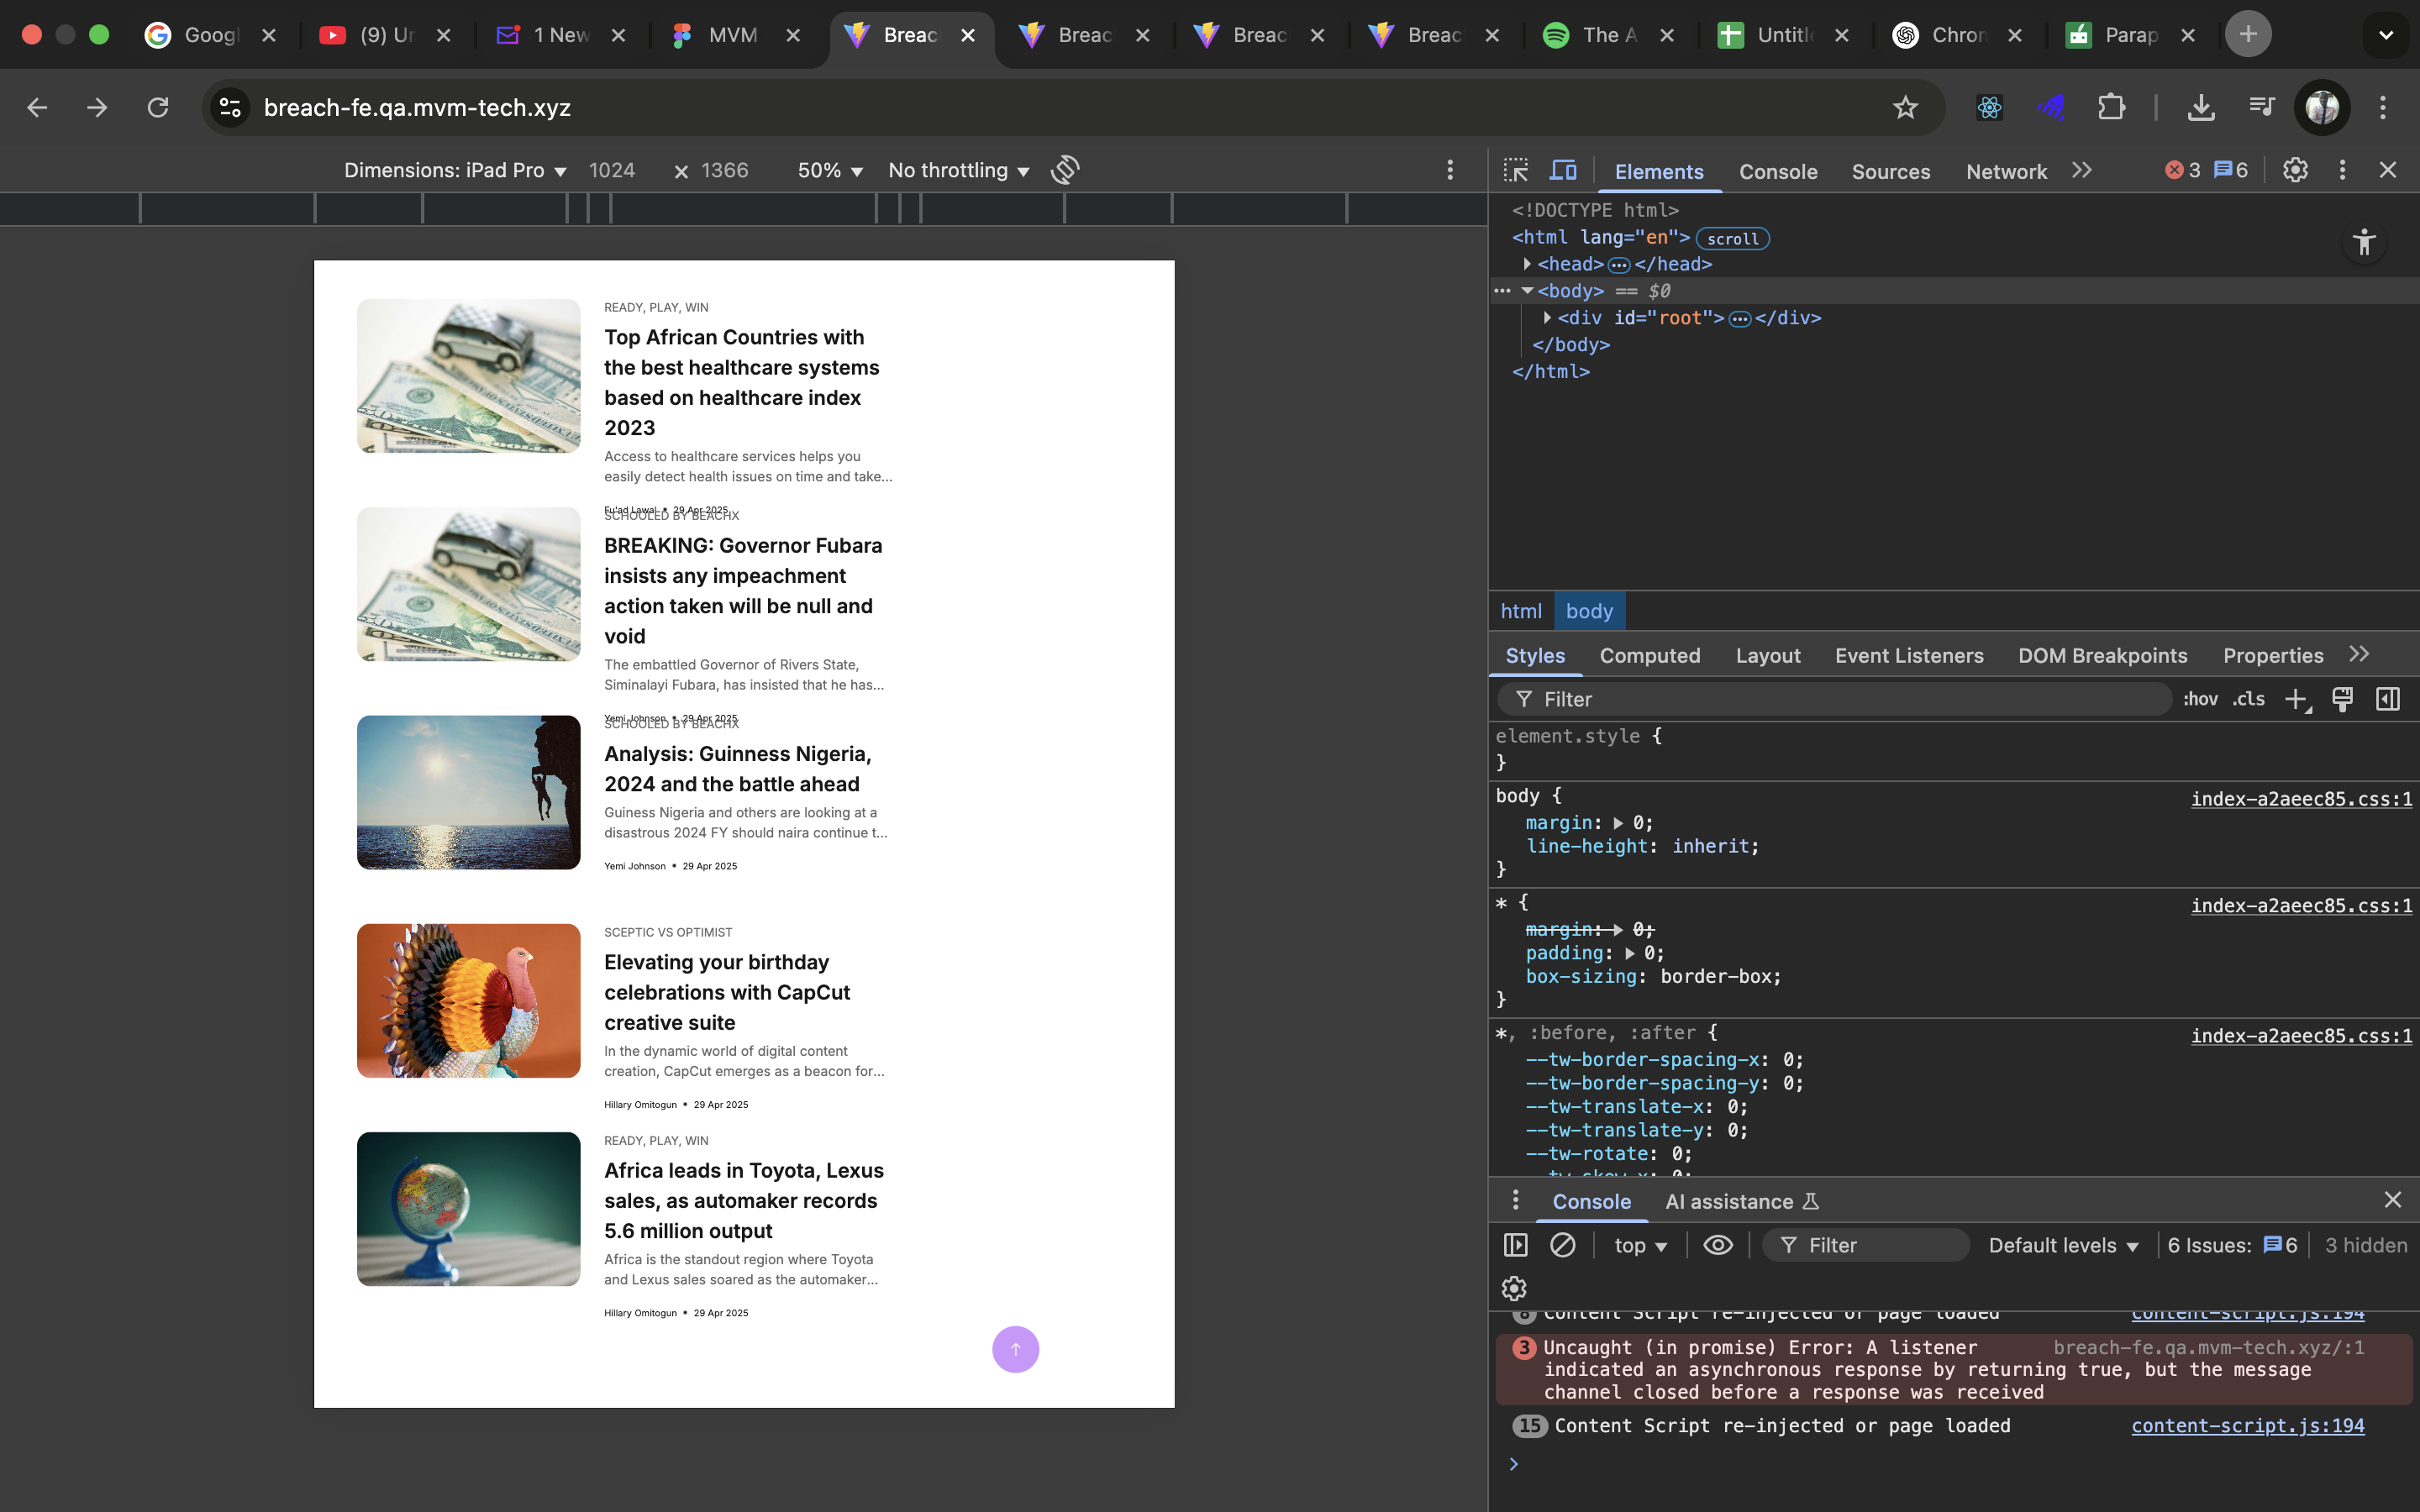 Googl
(9) Ur
1 New
MVM
Breac
Breac
Breac
Breac
The A
Untitl
Chron
Parap
breach-fe.qa.mvm-tech.xyz
Dimensions: iPad Pro 1024 × 1366 50% No throttling
READY, PLAY, WIN
Top African Countries with
the best healthcare systems
based on healthcare index
2023
Access to healthcare services helps you
easily detect health issues on time and take...
Fu'ad Lawal • 29 Apr 2025
SCHOOLED BY BEACHX
BREAKING: Governor Fubara
insists any impeachment
action taken will be null and
void
The embattled Governor of Rivers State,
Siminalayi Fubara, has insisted that he has...
Yemi Johnson • 29 Apr 2025
SCHOOLED BY BEACHX
Analysis: Guinness Nigeria,
2024 and the battle ahead
Guiness Nigeria and others are looking at a
disastrous 2024 FY should naira continue t...
Yemi Johnson • 29 Apr 2025
SCEPTIC VS OPTIMIST
Elevating your birthday
celebrations with CapCut
creative suite
In the dynamic world of digital content
creation, CapCut emerges as a beacon for...
Hillary Omitogun • 29 Apr 2025
READY, PLAY, WIN
Africa leads in Toyota, Lexus
sales, as automaker records
5.6 million output
Africa is the standout region where Toyota
and Lexus sales soared as the automaker...
Hillary Omitogun • 29 Apr 2025
Elements Console Sources Network 3 6
<!DOCTYPE html>
<html lang="en"> scroll
<head> ··· </head>
··· <body> == $0
<div id="root"> ··· </div>
</body>
</html>
html body
Styles Computed Layout Event Listeners DOM Breakpoints Properties
Filter :hov .cls
element.style {
}
body { index-a2aeec85.css:1
margin: 0;
line-height: inherit;
}
* { index-a2aeec85.css:1
margin: 0;
padding: 0;
box-sizing: border-box;
}
*, :before, :after { index-a2aeec85.css:1
--tw-border-spacing-x: 0;
--tw-border-spacing-y: 0;
--tw-translate-x: 0;
--tw-translate-y: 0;
--tw-rotate: 0;
--tw-skew-x: 0;
Console AI assistance
top Filter Default levels 6 Issues: 6 3 hidden
Content Script re-injected or page loaded content-script.js:194
3 Uncaught (in promise) Error: A listener breach-fe.qa.mvm-tech.xyz/:1
indicated an asynchronous response by returning true, but the message
channel closed before a response was received
15 Content Script re-injected or page loaded content-script.js:194